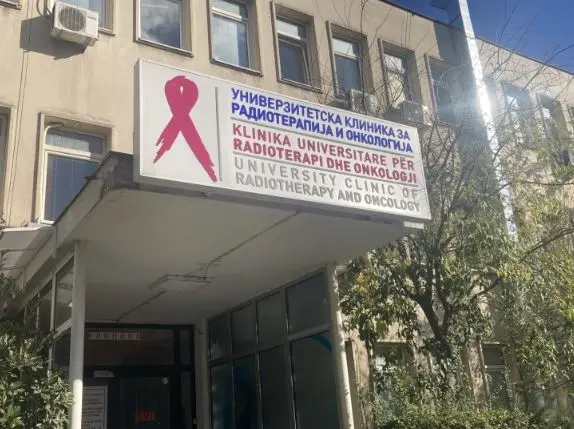 УНИВЕРЗИТЕТСКА КЛИНИКА ЗА
РАДИОТЕРАПИЈА И ОНКОЛОГИЈА
KLINIKA UNIVERSITARE PËR
RADIOTERAPI DHE ONKOLOGJI
UNIVERSITY CLINIC OF
RADIOTHERAPY AND ONCOLOGY